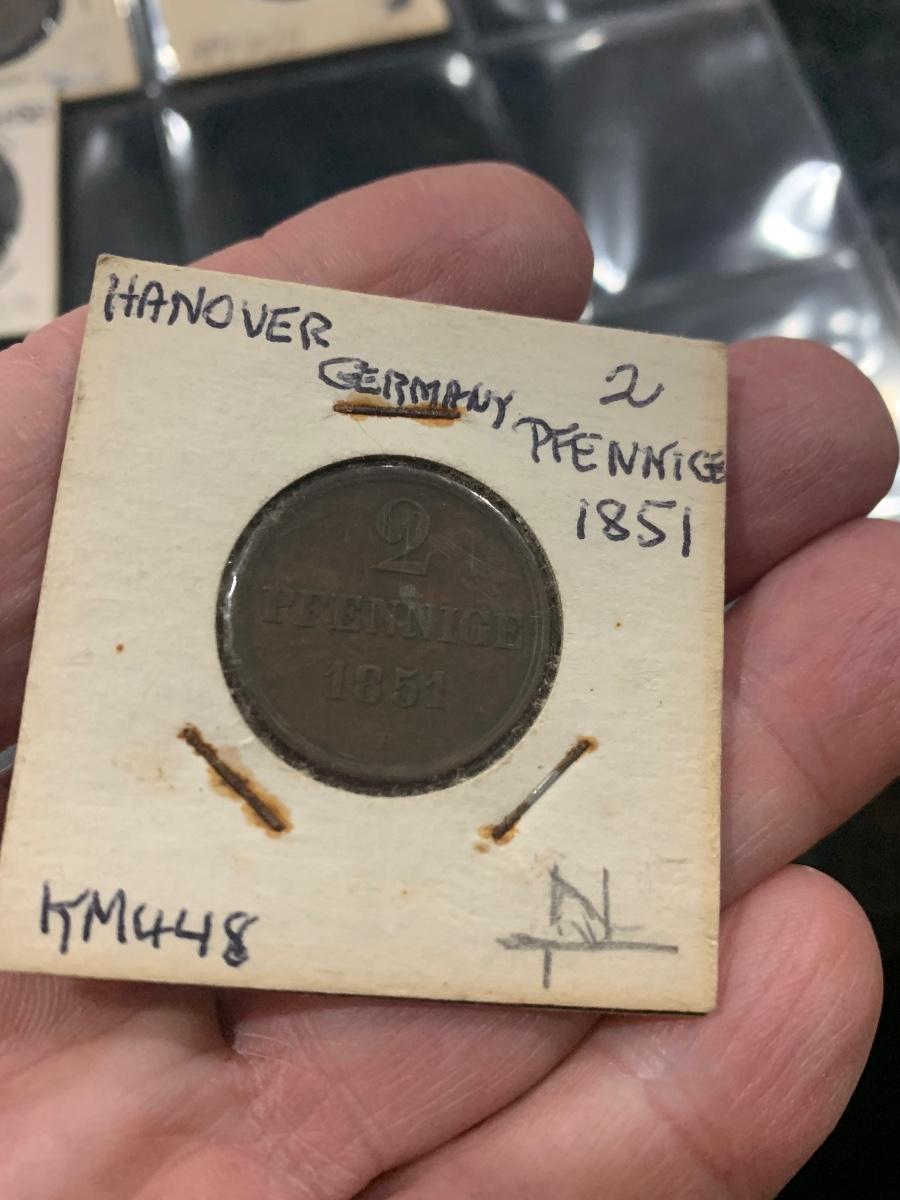 HANOVER
GERMANY
2
PFENNIGE
1851
2
PFENNIGE
1851
KM448